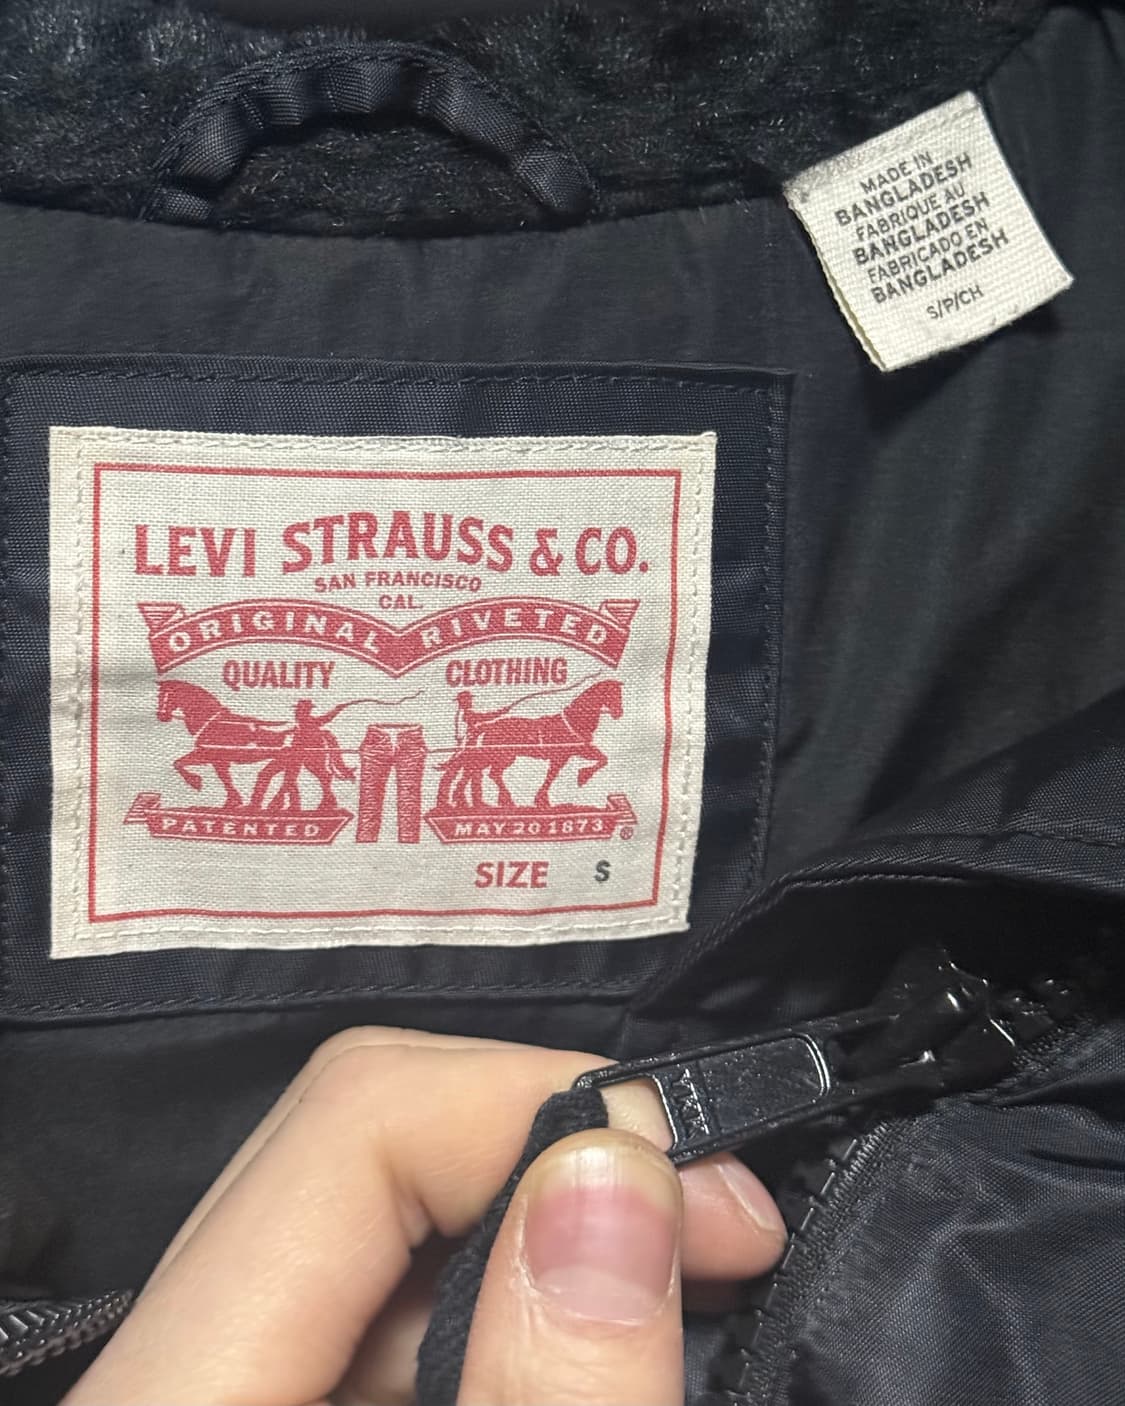 MADE IN
BANGLADESH
FABRIQUE AU
BANGLADESH
FABRICADO EN
BANGLADESH
S/P/CH
LEVI STRAUSS & CO.
SAN FRANCISCO
CAL.
ORIGINAL RIVETED
QUALITY CLOTHING
PATENTED MAY 20 1873 ®
SIZE S
YKK